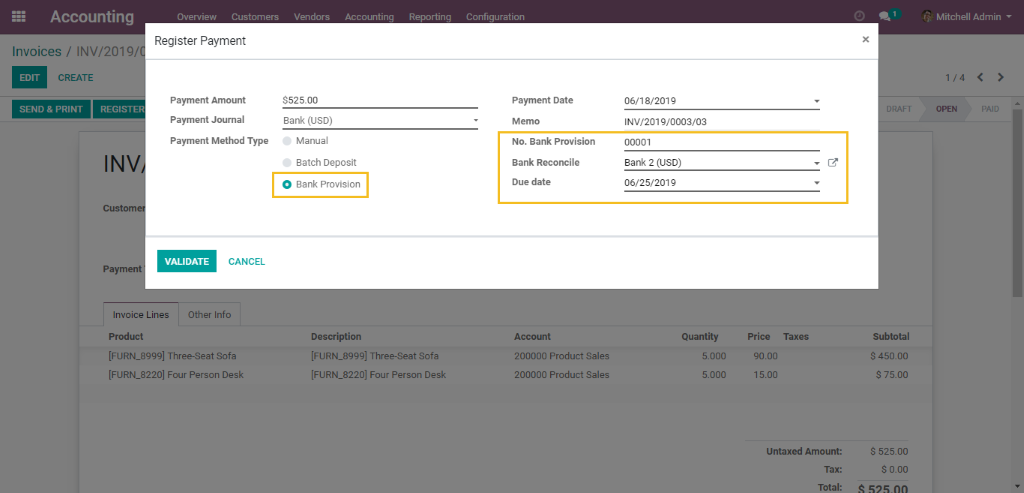 Accounting Overview Customers Vendors Accounting Reporting Configuration 1 Mitchell Admin
Register Payment ×
Invoices / INV/2019/0
EDIT CREATE 1 / 4
SEND & PRINT REGISTER DRAFT OPEN PAID
Payment Amount $525.00 Payment Date 06/18/2019
Payment Journal Bank (USD) Memo INV/2019/0003/03
Payment Method Type Manual No. Bank Provision 00001
Batch Deposit Bank Reconcile Bank 2 (USD)
Bank Provision Due date 06/25/2019
INV/
Customer
VALIDATE CANCEL
Payment
Invoice Lines Other Info
Product Description Account Quantity Price Taxes Subtotal
[FURN_8999] Three-Seat Sofa [FURN_8999] Three-Seat Sofa 200000 Product Sales 5.000 90.00 $ 450.00
[FURN_8220] Four Person Desk [FURN_8220] Four Person Desk 200000 Product Sales 5.000 15.00 $ 75.00
Untaxed Amount: $ 525.00
Tax: $ 0.00
Total: $ 525.00